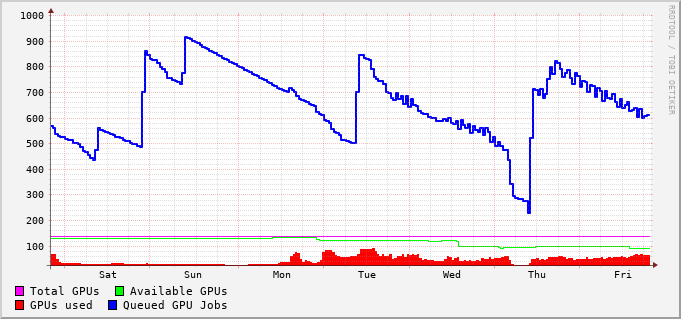 1000
900
800
700
600
500
400
300
200
100
Sat Sun Mon Tue Wed Thu Fri
Total GPUs Available GPUs
GPUs used Queued GPU Jobs
RRDTOOL / TOBI OETIKER